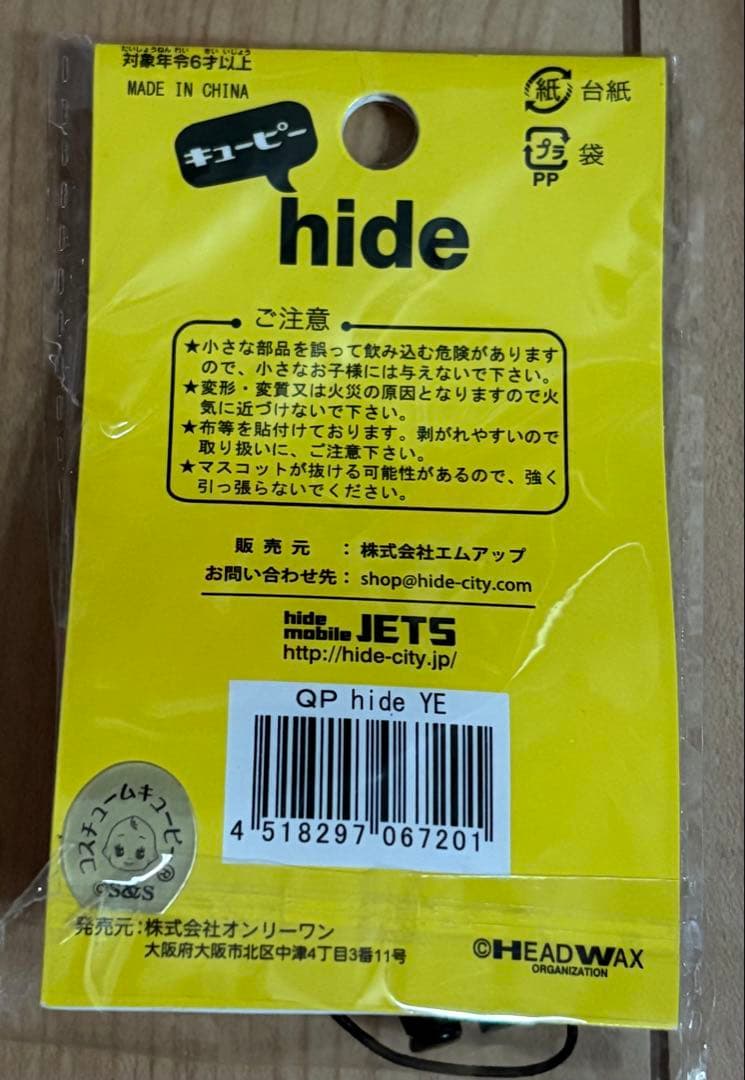 たいしょうねんれい さい いじょう
対象年令6才以上
MADE IN CHINA
紙 台紙
プラ 袋
PP
キューピー
hide
ご注意
★小さな部品を誤って飲み込む危険があります
ので、小さなお子様には与えないで下さい。
★変形・変質又は火災の原因となりますので火
気に近づけないで下さい。
★布等を貼付けております。剥がれやすいので
取り扱いに、ご注意下さい。
★マスコットが抜ける可能性があるので、強く
引っ張らないでください。
販売元 : 株式会社エムアップ
お問い合わせ先 : shop@hide-city.com
hide
mobile JETS
http://hide-city.jp/
QP hide YE
4 518297 067201
コスチュームキューピー®
©S&S
発売元:株式会社オンリーワン
大阪府大阪市北区中津4丁目3番11号
©HEADWAX
ORGANIZATION